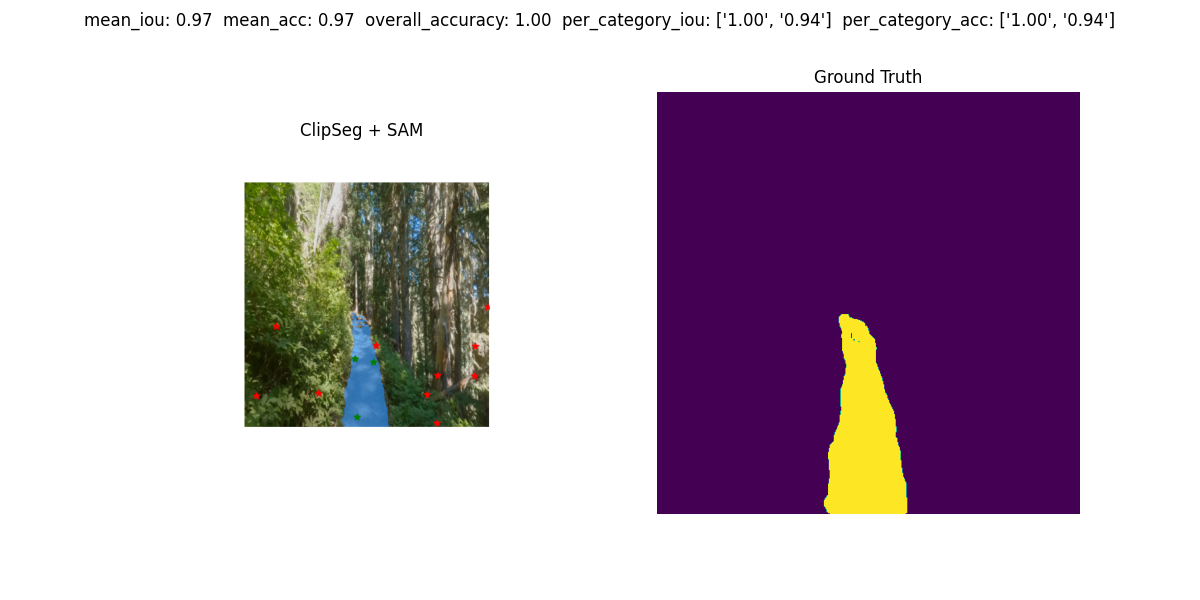 mean_iou: 0.97 mean_acc: 0.97 overall_accuracy: 1.00 per_category_iou: ['1.00', '0.94'] per_category_acc: ['1.00', '0.94']
Ground Truth
ClipSeg + SAM